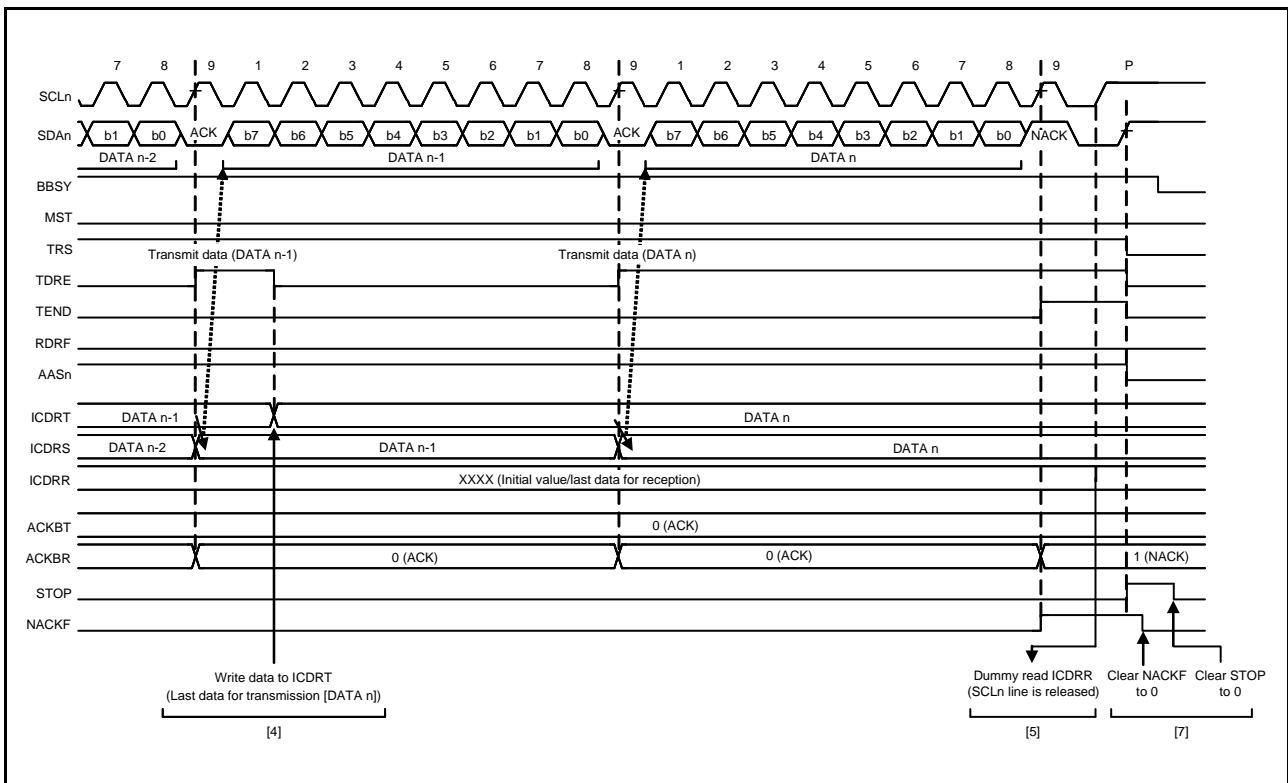 7 8 9 1 2 3 4 5 6 7 8 9 1 2 3 4 5 6 7 8 9 P
SCLn
SDAn b1 b0 ACK b7 b6 b5 b4 b3 b2 b1 b0 ACK b7 b6 b5 b4 b3 b2 b1 b0 NACK
DATA n-2 DATA n-1 DATA n
BBSY
MST
TRS
Transmit data (DATA n-1) Transmit data (DATA n)
TDRE
TEND
RDRF
AASn
ICDRT DATA n-1 DATA n
ICDRS DATA n-2 DATA n-1 DATA n
ICDRR XXXX (Initial value/last data for reception)
ACKBT 0 (ACK)
ACKBR 0 (ACK) 0 (ACK) 1 (NACK)
STOP
NACKF
Write data to ICDRT
(Last data for transmission [DATA n])
[4]
Dummy read ICDRR
(SCLn line is released)
[5]
Clear NACKF
to 0
Clear STOP
to 0
[7]